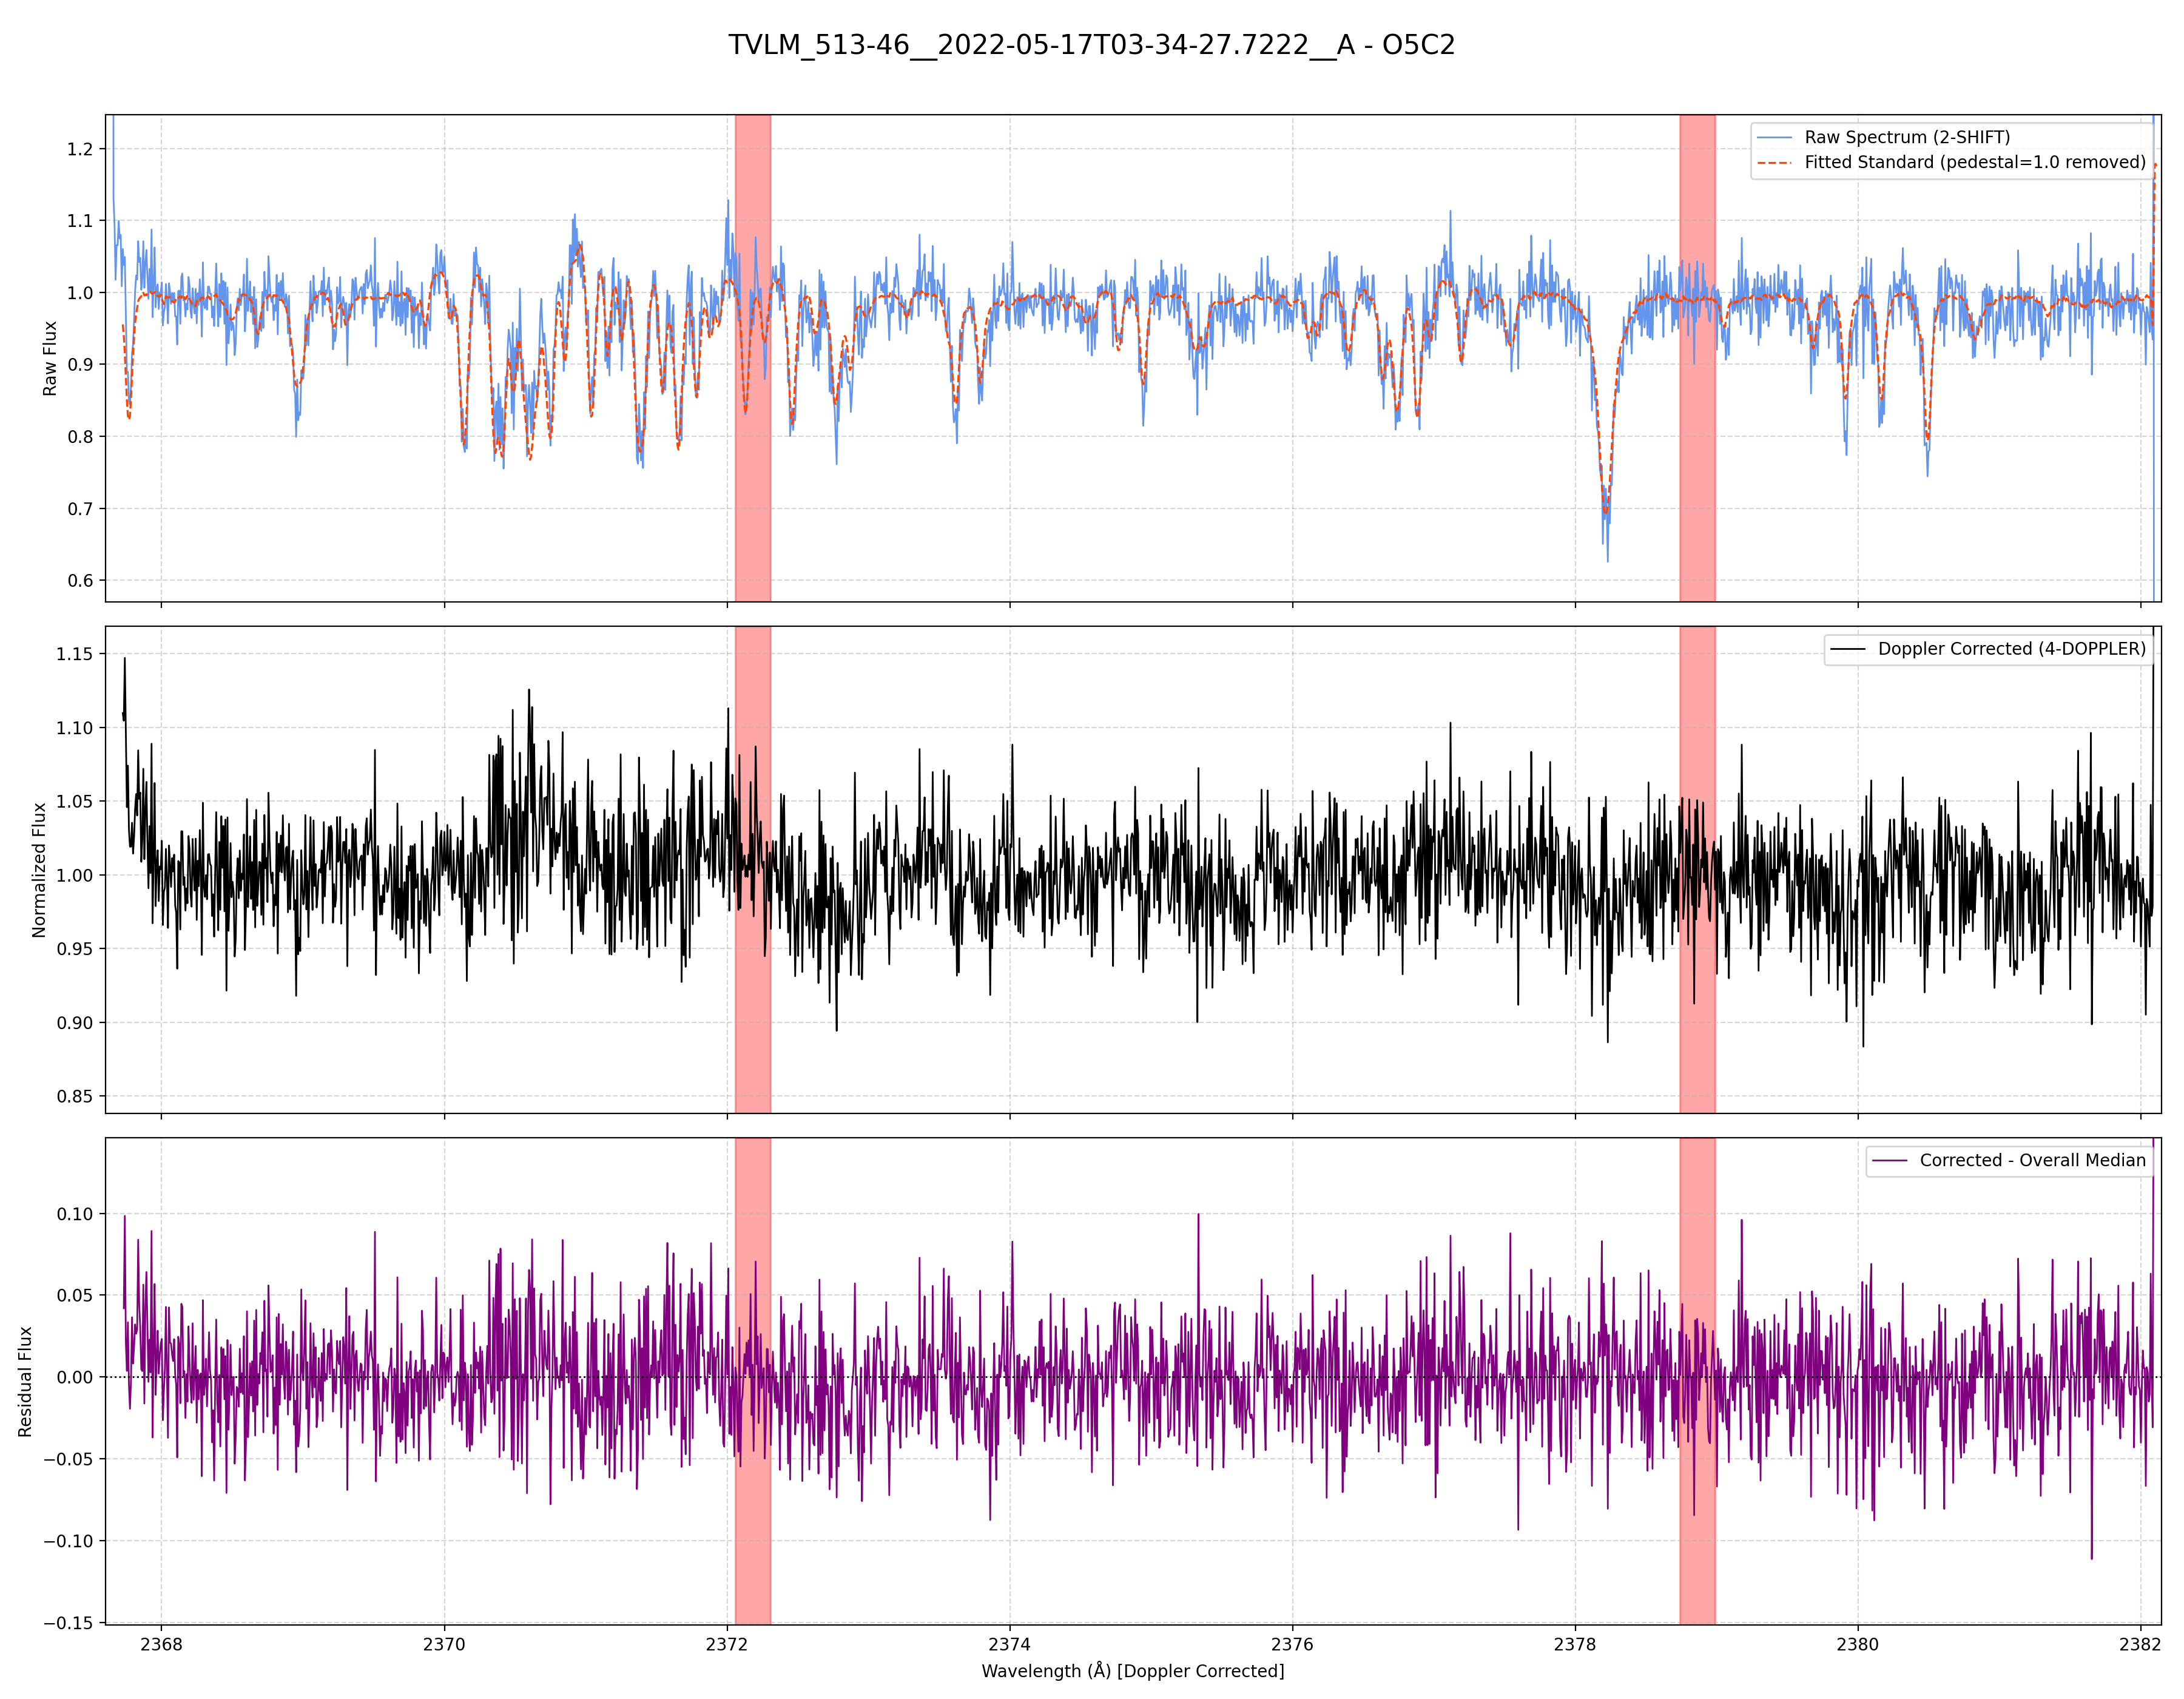 TVLM_513-46__2022-05-17T03-34-27.7222__A - O5C2
Raw Flux
1.2
1.1
1.0
0.9
0.8
0.7
0.6
Raw Spectrum (2-SHIFT)
Fitted Standard (pedestal=1.0 removed)
Normalized Flux
1.15
1.10
1.05
1.00
0.95
0.90
0.85
Doppler Corrected (4-DOPPLER)
Residual Flux
0.10
0.05
0.00
−0.05
−0.10
−0.15
Corrected - Overall Median
2368 2370 2372 2374 2376 2378 2380 2382
Wavelength (Å) [Doppler Corrected]